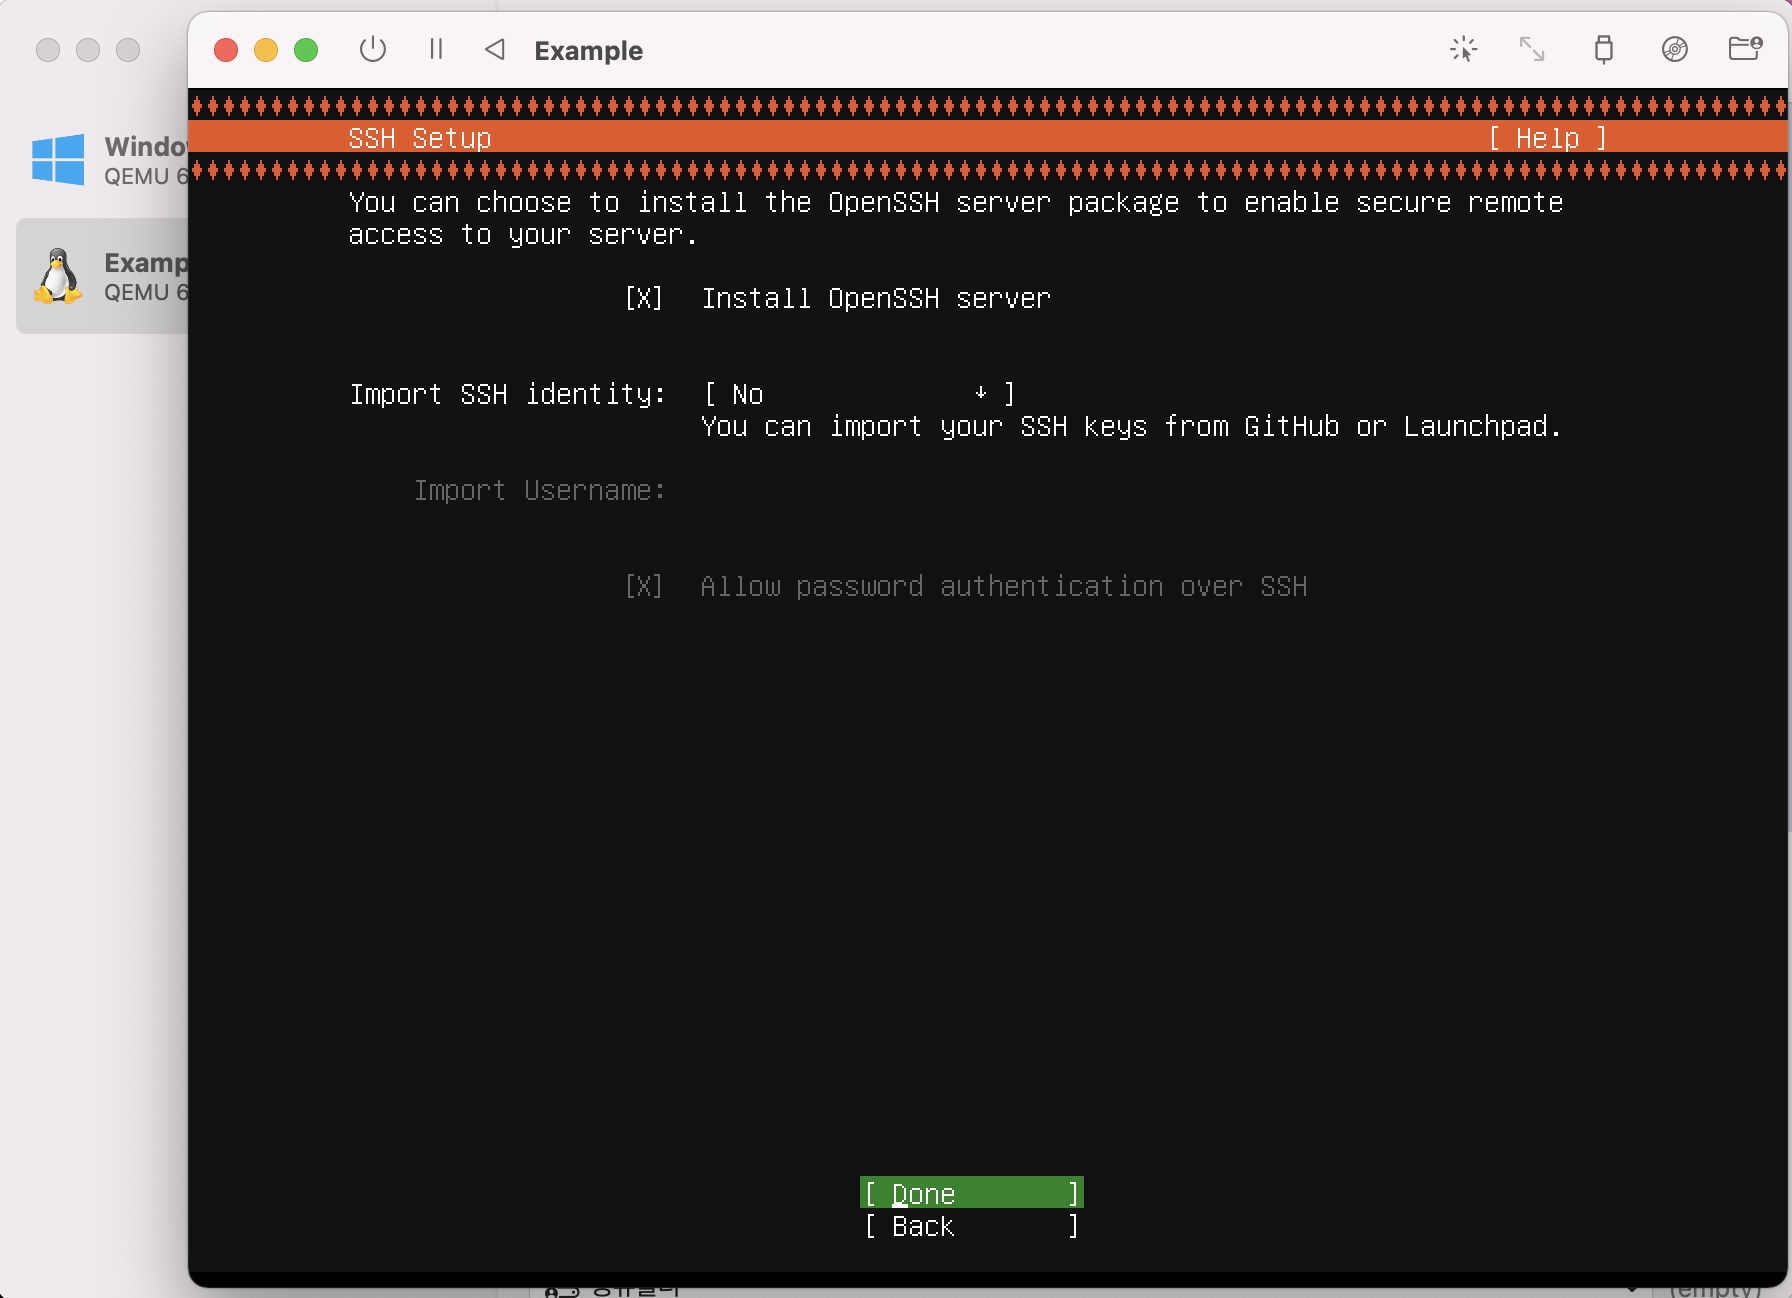 Example
Windo
QEMU 6
Examp
QEMU 6
SSH Setup [ Help ]
You can choose to install the OpenSSH server package to enable secure remote
access to your server.
[X] Install OpenSSH server
Import SSH identity: [ No ↓ ]
You can import your SSH keys from GitHub or Launchpad.
Import Username:
[X] Allow password authentication over SSH
[ Done ]
[ Back ]
(empty)